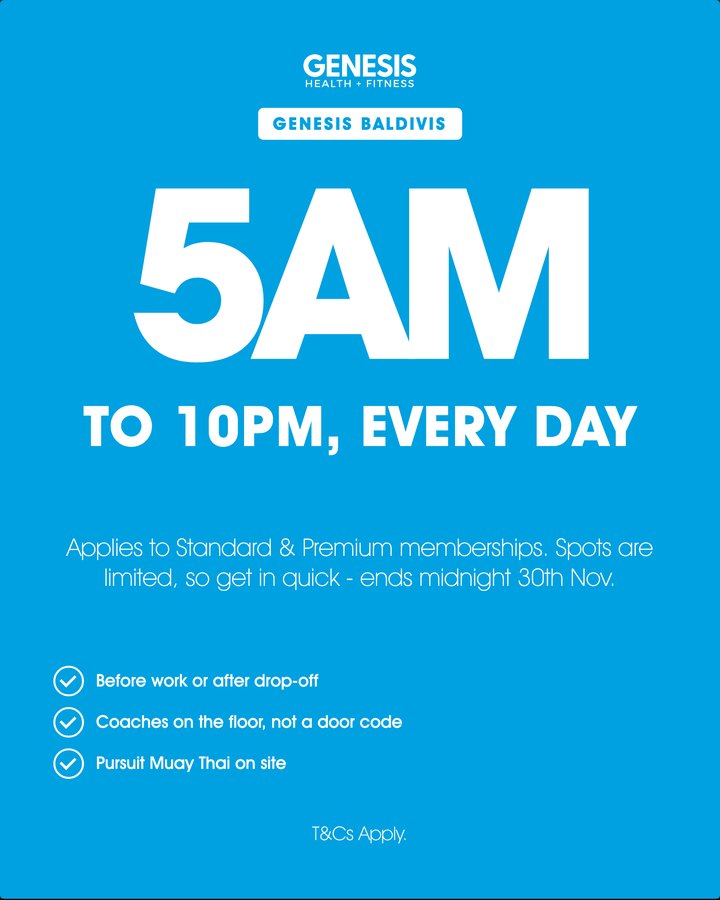 GENESIS
HEALTH + FITNESS
GENESIS BALDIVIS
5AM
TO 10PM, EVERY DAY
Applies to Standard & Premium memberships. Spots are
limited, so get in quick - ends midnight 30th Nov.
Before work or after drop-off
Coaches on the floor, not a door code
Pursuit Muay Thai on site
T&Cs Apply.